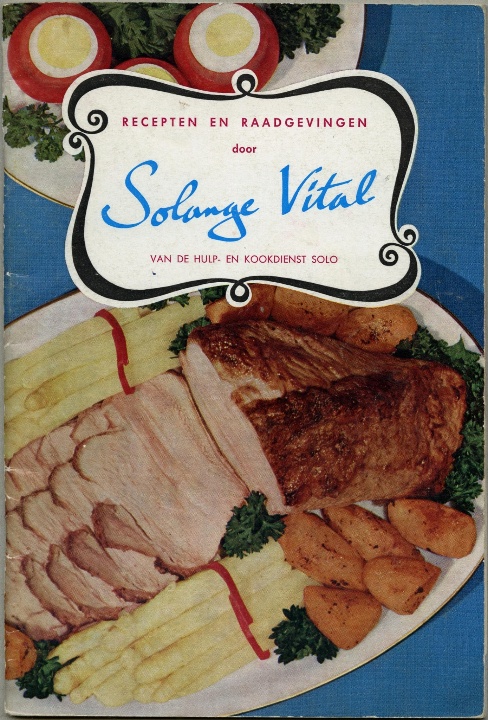 RECEPTEN EN RAADGEVINGEN
door
Solange Vital
VAN DE HULP- EN KOOKDIENST SOLO